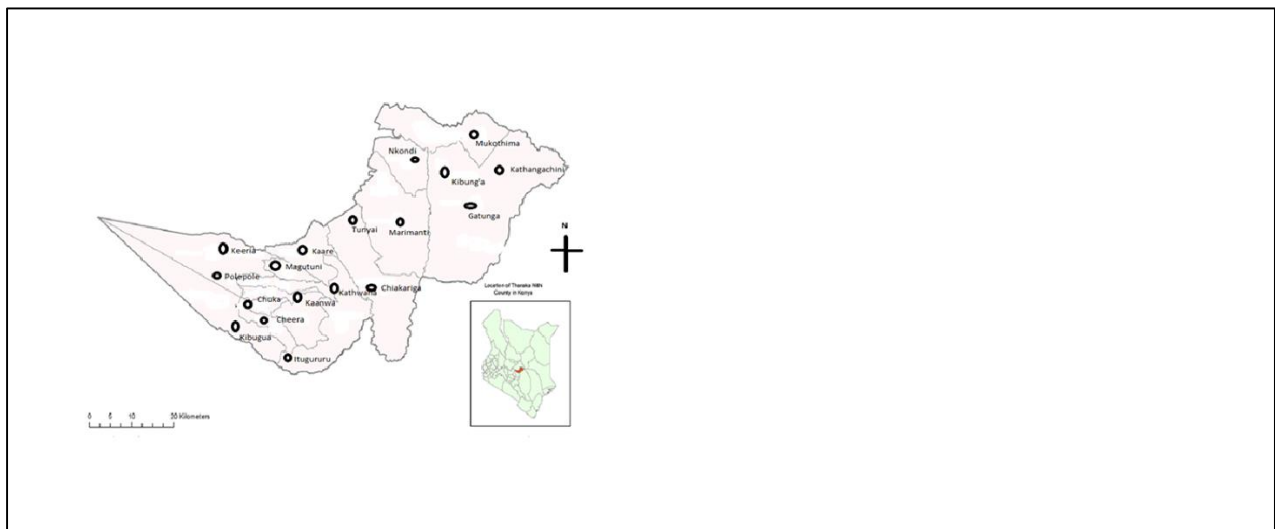 Mukothima
Nkondi
Kathangachini
Kibung'a
Gatunga
Tunyai
Marimanti
N
Keeria
Kaare
Magutuni
Polepole
Kathwana
Chiakariga
Chuka
Kaanwa
Cheera
Kibugua
Itugururu
Location of Tharaka Nithi
County in Kenya
0 5 10 20 Kilometers